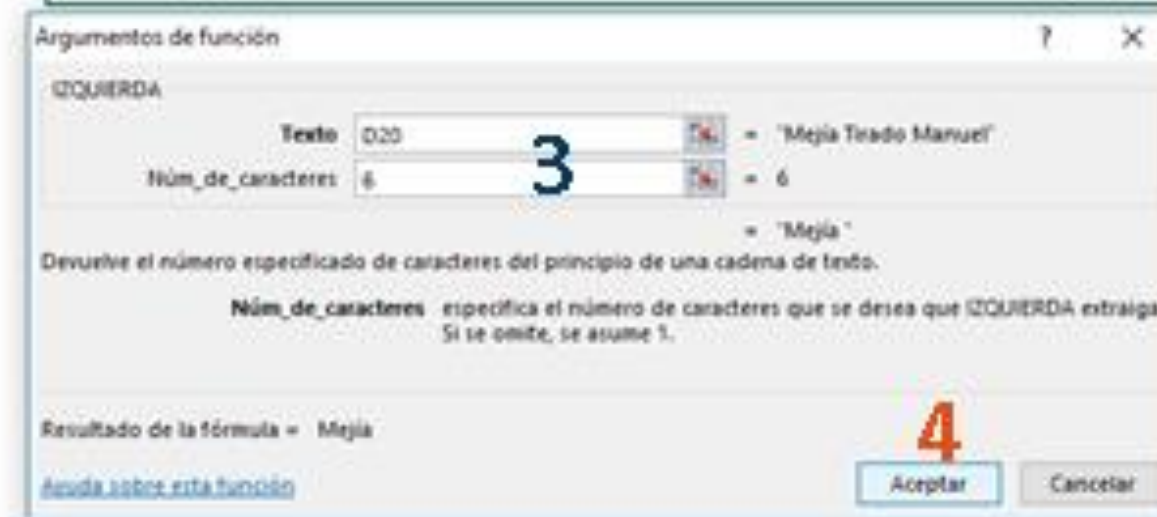 Argumentos de función ? ×
IZQUIERDA
Texto D20 = "Mejía Tirado Manuel"
3
Núm_de_caracteres 6 = 6
= "Mejía "
Devuelve el número especificado de caracteres del principio de una cadena de texto.
Núm_de_caracteres especifica el número de caracteres que se desea que IZQUIERDA extraiga
Si se omite, se asume 1.
Resultado de la fórmula = Mejía
4
Ayuda sobre esta función Aceptar Cancelar